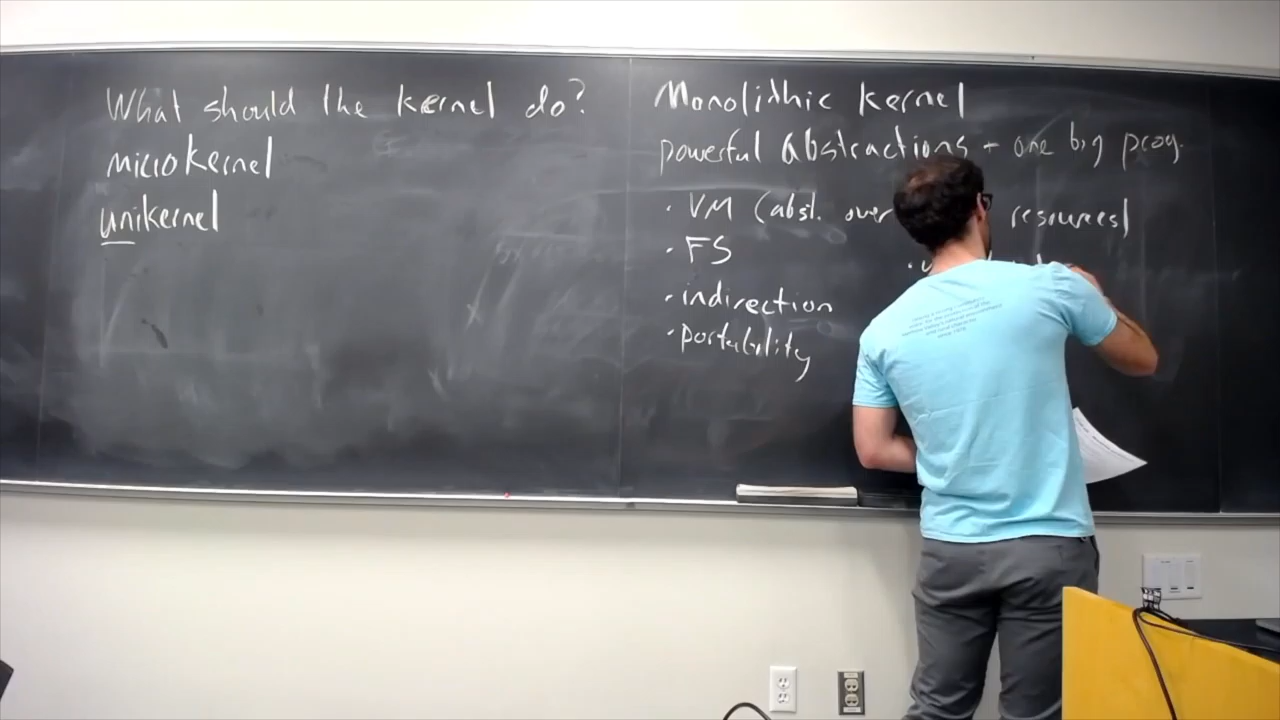 What should the kernel do?
microkernel
unikernel
Monolithic kernel
powerful abstractions + one big prog.
• VM (abst. over resources)
• FS
• indirection
• portability